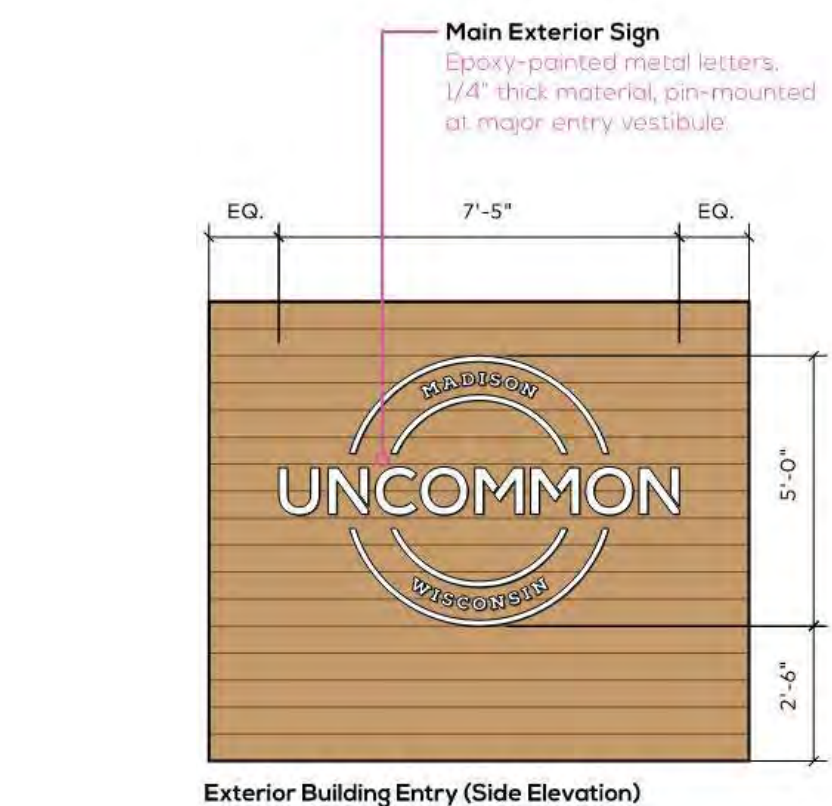 Main Exterior Sign
Epoxy-painted metal letters,
1/4" thick material, pin-mounted
at major entry vestibule.
EQ. 7'-5" EQ.
MADISON
UNCOMMON
WISCONSIN
5'-0"
2'-6"
Exterior Building Entry (Side Elevation)